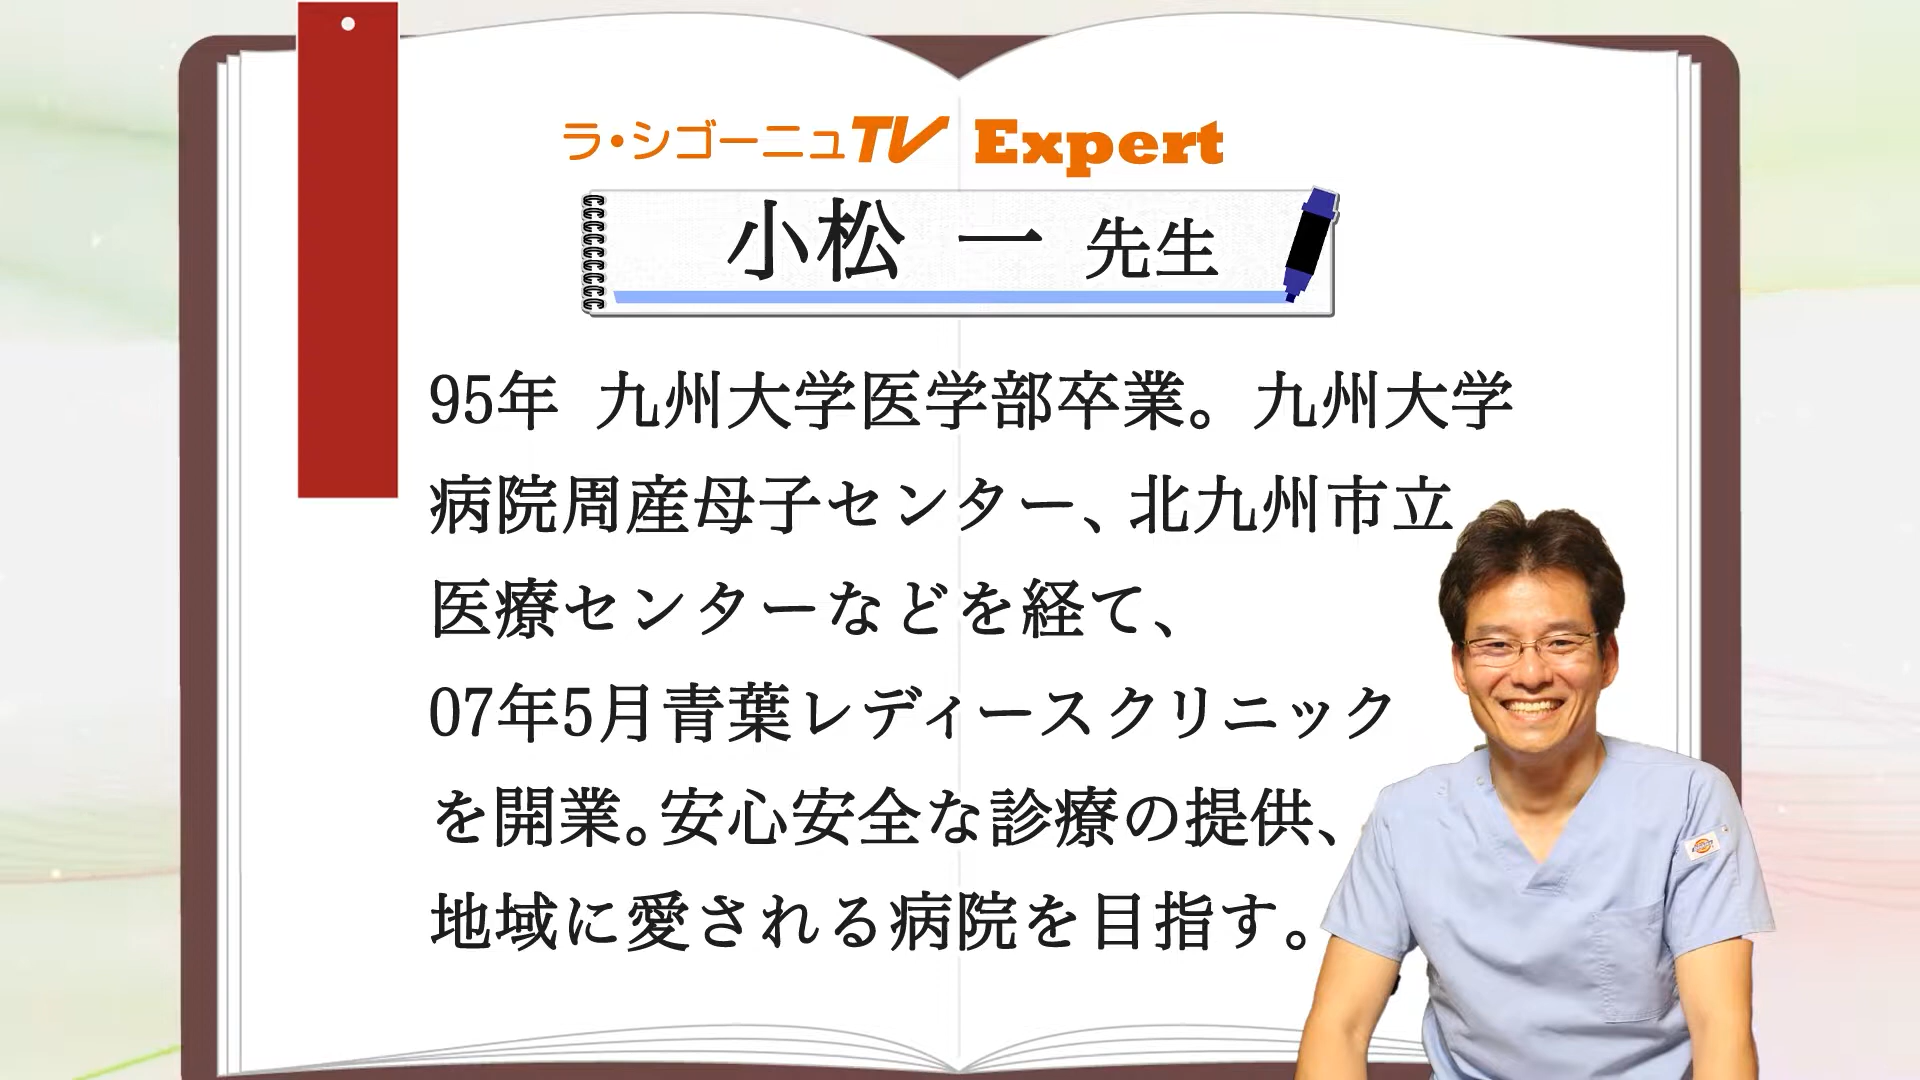 ラ・シゴーニュTV Expert
小松 一 先生
95年 九州大学医学部卒業。九州大学
病院周産母子センター、北九州市立
医療センターなどを経て、
07年5月青葉レディースクリニック
を開業。安心安全な診療の提供、
地域に愛される病院を目指す。